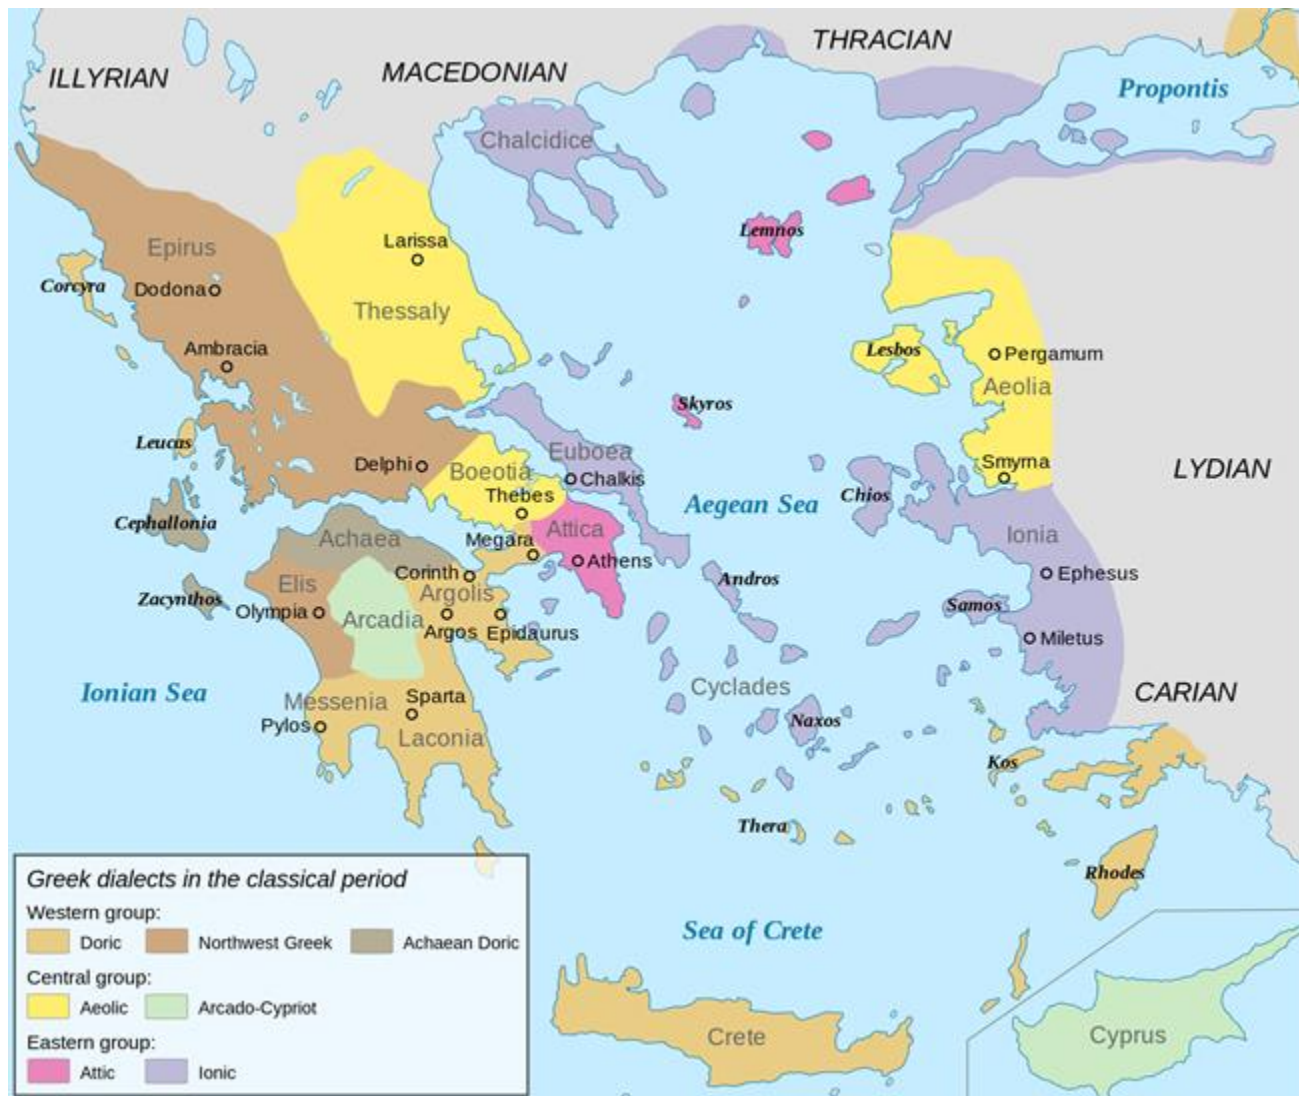 ILLYRIAN
MACEDONIAN
THRACIAN
Propontis
Chalcidice
Epirus
Larissa
Lemnos
Corcyra
Dodona
Thessaly
Ambracia
Lesbos
Pergamum
Aeolia
Skyros
Leucas
Delphi
Boeotia
Euboea
Chalkis
Smyrna
LYDIAN
Thebes
Chios
Aegean Sea
Cephallonia
Achaea
Megara
Attica
Ionia
Athens
Corinth
Andros
Ephesus
Elis
Argolis
Zacynthos
Olympia
Arcadia
Samos
Argos
Epidaurus
Miletus
Ionian Sea
Messenia
Sparta
Cyclades
CARIAN
Pylos
Laconia
Naxos
Kos
Thera
Rhodes
Sea of Crete
Crete
Cyprus
Greek dialects in the classical period
Western group:
Doric Northwest Greek Achaean Doric
Central group:
Aeolic Arcado-Cypriot
Eastern group:
Attic Ionic